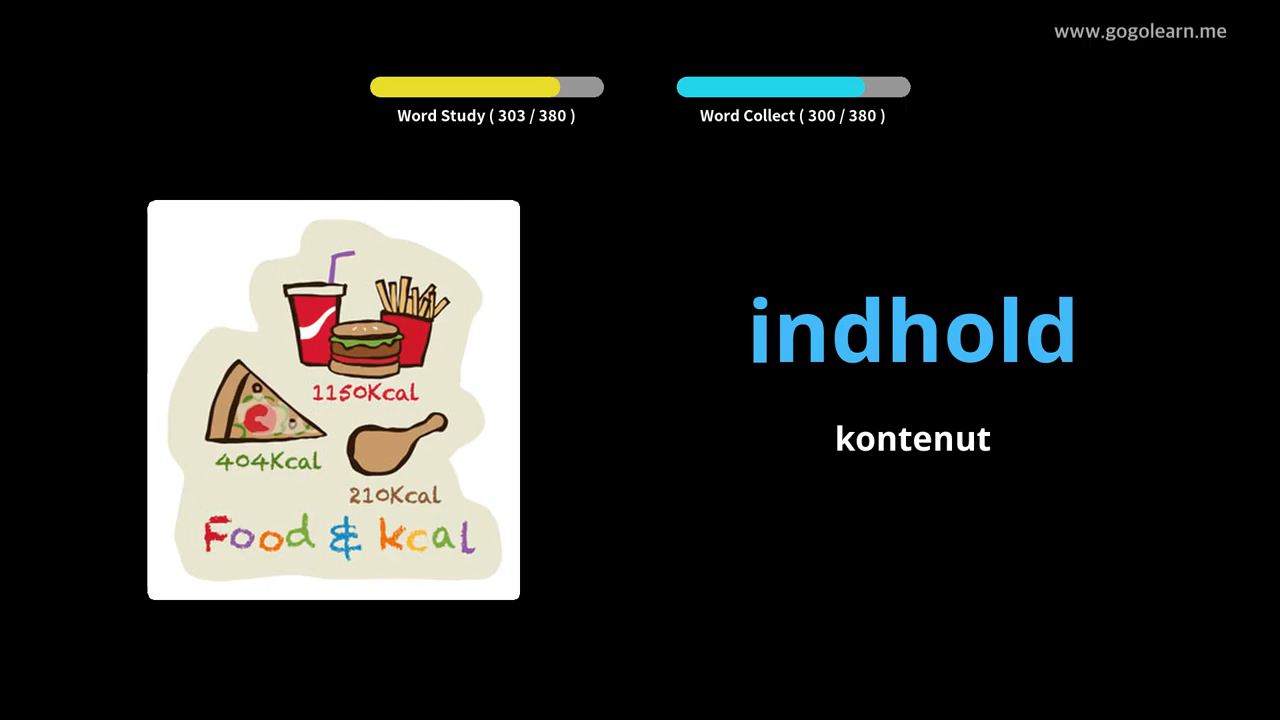 www.gogolearn.me
Word Study ( 303 / 380 )
Word Collect ( 300 / 380 )
1150Kcal
404Kcal
210Kcal
Food & kcal
indhold
kontenut